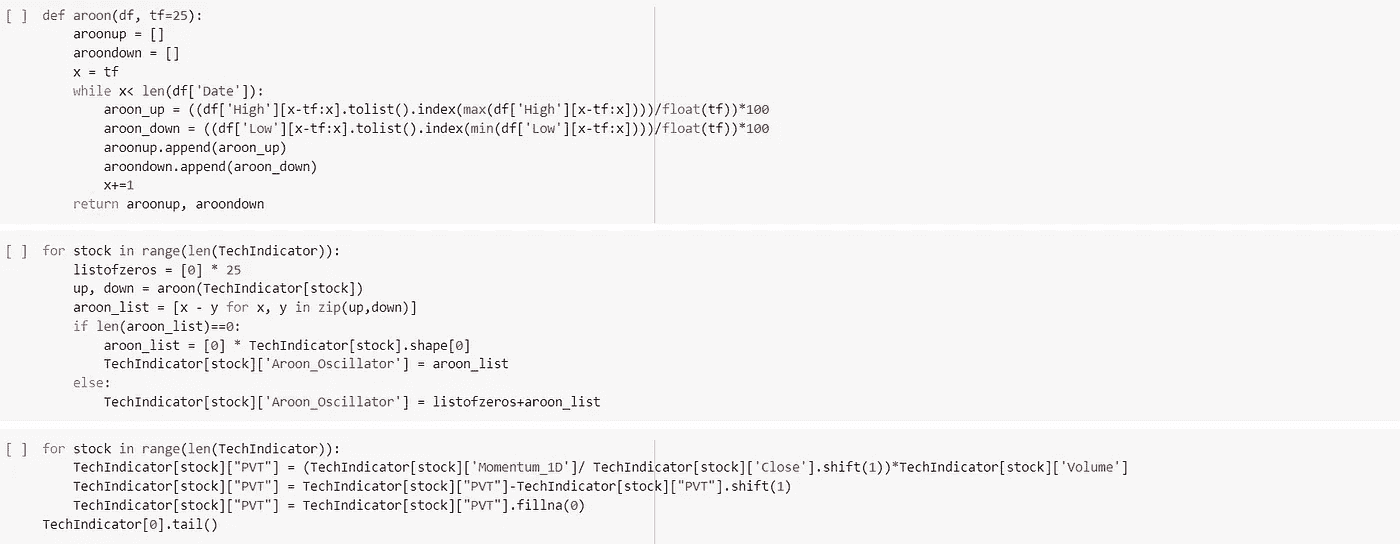 [ ] def aroon(df, tf=25):
        aroonup = []
        aroondown = []
        x = tf
        while x< len(df['Date']):
            aroon_up = ((df['High'][x-tf:x].tolist().index(max(df['High'][x-tf:x])))/float(tf))*100
            aroon_down = ((df['Low'][x-tf:x].tolist().index(min(df['Low'][x-tf:x])))/float(tf))*100
            aroonup.append(aroon_up)
            aroondown.append(aroon_down)
            x+=1
        return aroonup, aroondown
[ ] for stock in range(len(TechIndicator)):
        listofzeros = [0] * 25
        up, down = aroon(TechIndicator[stock])
        aroon_list = [x - y for x, y in zip(up,down)]
        if len(aroon_list)==0:
            aroon_list = [0] * TechIndicator[stock].shape[0]
            TechIndicator[stock]['Aroon_Oscillator'] = aroon_list
        else:
            TechIndicator[stock]['Aroon_Oscillator'] = listofzeros+aroon_list
[ ] for stock in range(len(TechIndicator)):
        TechIndicator[stock]["PVT"] = (TechIndicator[stock]['Momentum_1D']/ TechIndicator[stock]['Close'].shift(1))*TechIndicator[stock]['Volume']
        TechIndicator[stock]["PVT"] = TechIndicator[stock]["PVT"]-TechIndicator[stock]["PVT"].shift(1)
        TechIndicator[stock]["PVT"] = TechIndicator[stock]["PVT"].fillna(0)
    TechIndicator[0].tail()